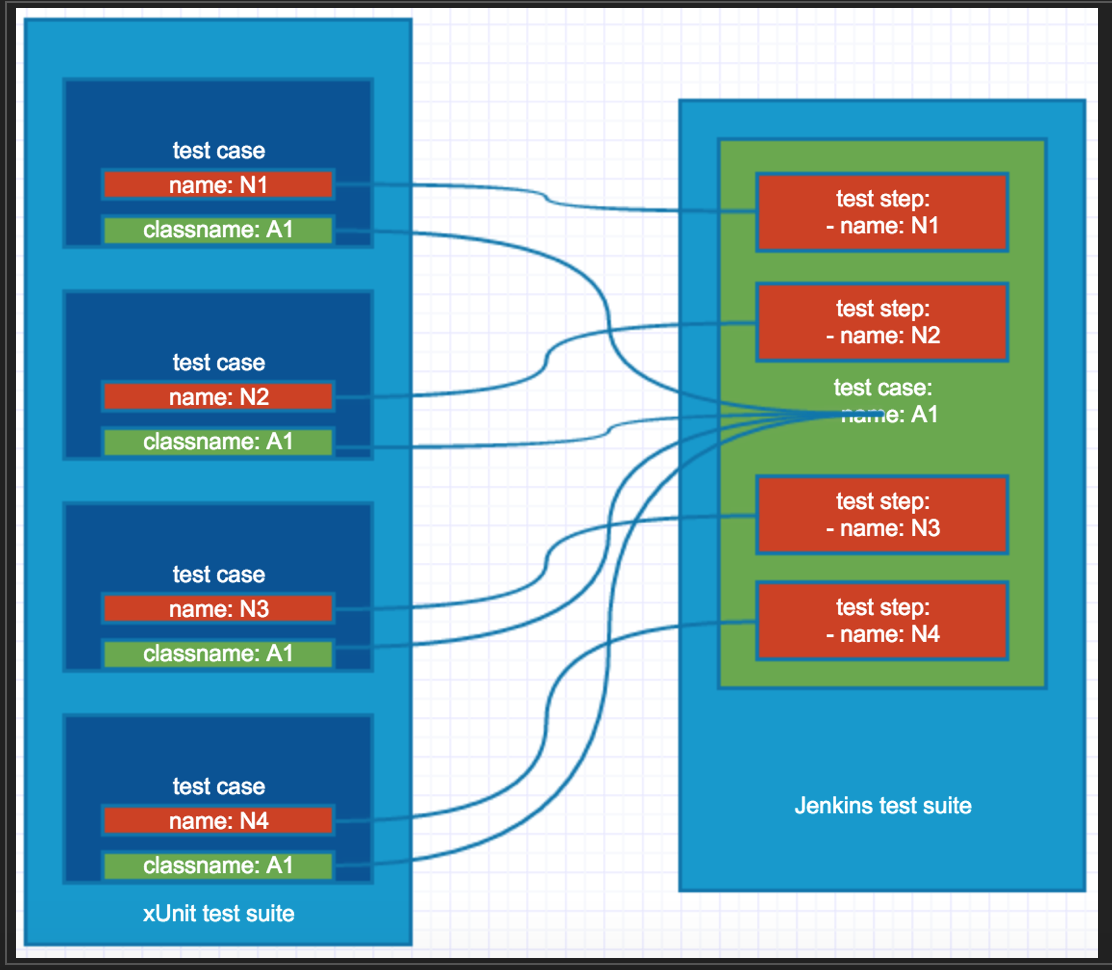 test case
name: N1
classname: A1
test case
name: N2
classname: A1
test case
name: N3
classname: A1
test case
name: N4
classname: A1
xUnit test suite
test step:
- name: N1
test step:
- name: N2
test case:
name: A1
test step:
- name: N3
test step:
- name: N4
Jenkins test suite